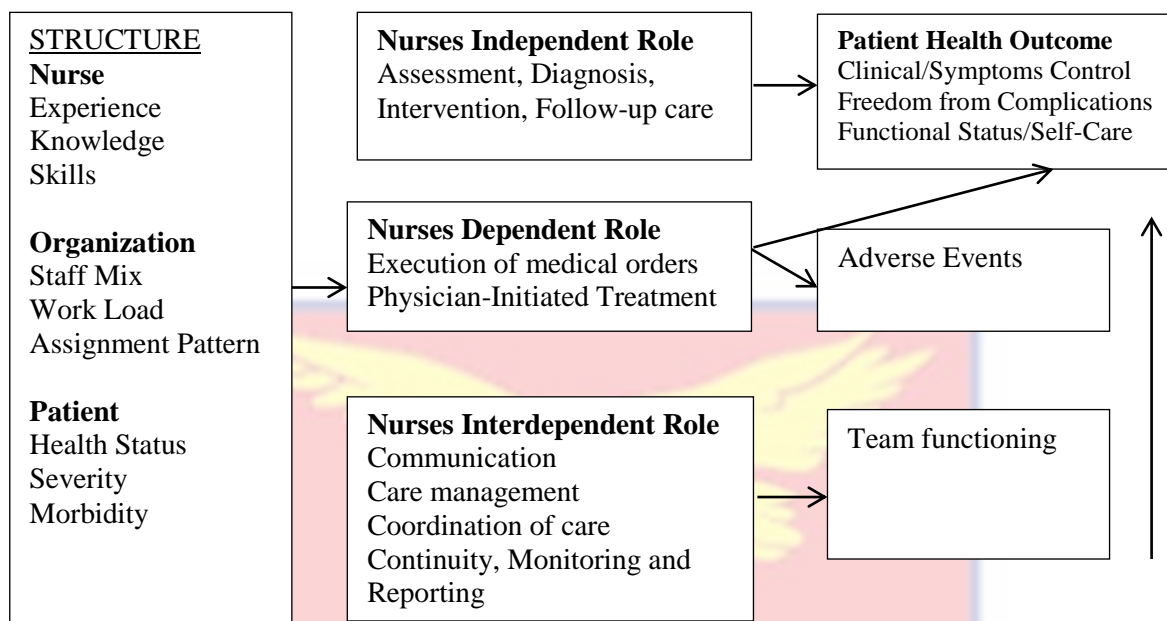 STRUCTURE
Nurse
Experience
Knowledge
Skills
Organization
Staff Mix
Work Load
Assignment Pattern
Patient
Health Status
Severity
Morbidity
Nurses Independent Role
Assessment, Diagnosis,
Intervention, Follow-up care
Nurses Dependent Role
Execution of medical orders
Physician-Initiated Treatment
Nurses Interdependent Role
Communication
Care management
Coordination of care
Continuity, Monitoring and
Reporting
Patient Health Outcome
Clinical/Symptoms Control
Freedom from Complications
Functional Status/Self-Care
Adverse Events
Team functioning